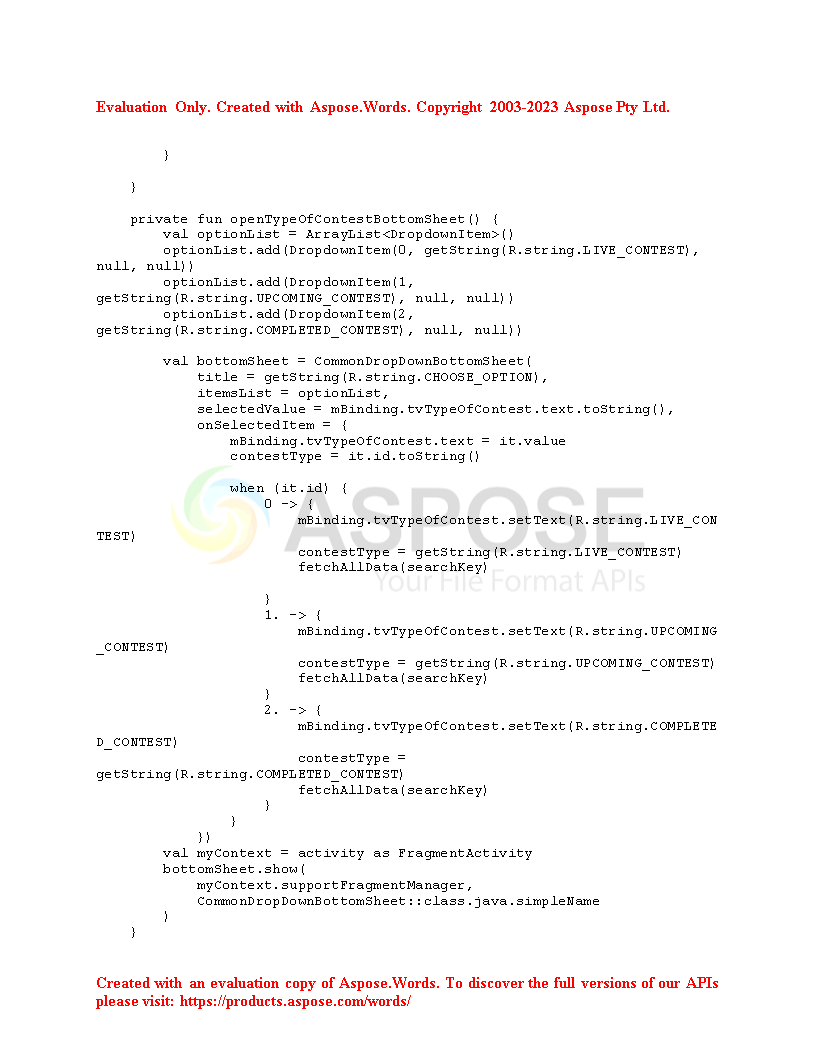 Evaluation Only. Created with Aspose.Words. Copyright 2003-2023 Aspose Pty Ltd.
}
}
private fun openTypeOfContestBottomSheet() {
val optionList = ArrayList<DropdownItem>()
optionList.add(DropdownItem(0, getString(R.string.LIVE_CONTEST),
null, null))
optionList.add(DropdownItem(1,
getString(R.string.UPCOMING_CONTEST), null, null))
optionList.add(DropdownItem(2,
getString(R.string.COMPLETED_CONTEST), null, null))
val bottomSheet = CommonDropDownBottomSheet(
title = getString(R.string.CHOOSE_OPTION),
itemsList = optionList,
selectedValue = mBinding.tvTypeOfContest.text.toString(),
onSelectedItem = {
mBinding.tvTypeOfContest.text = it.value
contestType = it.id.toString()
when (it.id) {
0 -> {
ASPOSE
mBinding.tvTypeOfContest.setText(R.string.LIVE_CON
TEST)
contestType = getString(R.string.LIVE_CONTEST)
fetchAllData(searchKey)
Your File Format APIs
}
1. -> {
mBinding.tvTypeOfContest.setText(R.string.UPCOMING
_CONTEST)
contestType = getString(R.string.UPCOMING_CONTEST)
fetchAllData(searchKey)
}
2. -> {
mBinding.tvTypeOfContest.setText(R.string.COMPLETE
D_CONTEST)
contestType =
getString(R.string.COMPLETED_CONTEST)
fetchAllData(searchKey)
}
}
})
val myContext = activity as FragmentActivity
bottomSheet.show(
myContext.supportFragmentManager,
CommonDropDownBottomSheet::class.java.simpleName
)
}
Created with an evaluation copy of Aspose.Words. To discover the full versions of our APIs
please visit: https://products.aspose.com/words/